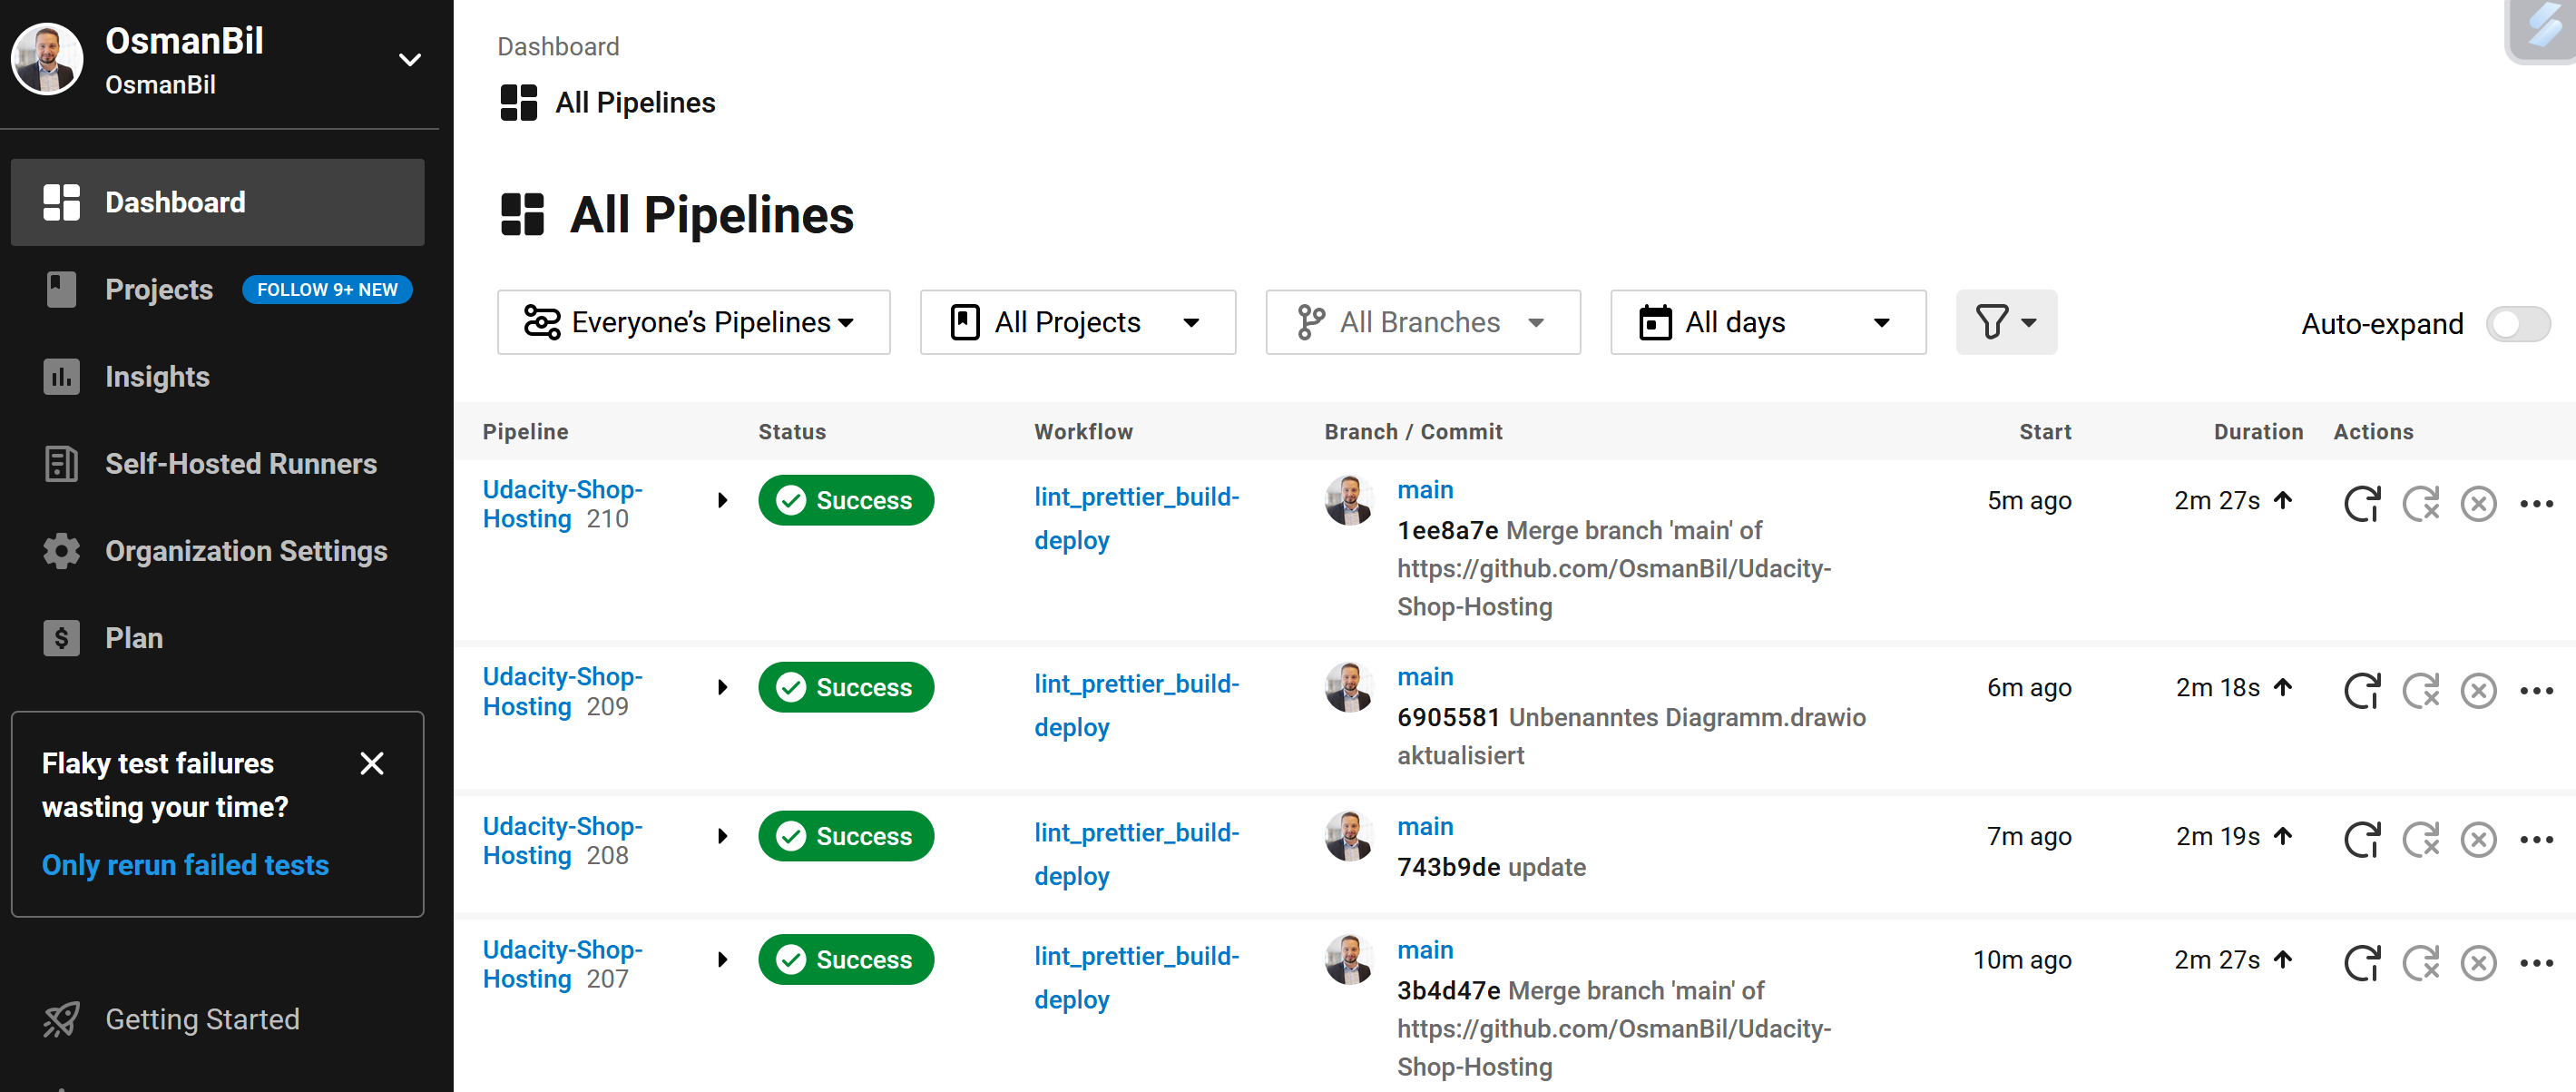 OsmanBil
OsmanBil
Dashboard
Projects FOLLOW 9+ NEW
Insights
Self-Hosted Runners
Organization Settings
Plan
Flaky test failures
wasting your time?
Only rerun failed tests
Getting Started
Dashboard
All Pipelines
All Pipelines
Everyone's Pipelines
All Projects
All Branches
All days
Auto-expand
Pipeline Status Workflow Branch / Commit Start Duration Actions
Udacity-Shop-
Hosting 210
Success
lint_prettier_build-
deploy
main
1ee8a7e Merge branch 'main' of
https://github.com/OsmanBil/Udacity-
Shop-Hosting
5m ago
2m 27s
Udacity-Shop-
Hosting 209
Success
lint_prettier_build-
deploy
main
6905581 Unbenanntes Diagramm.drawio
aktualisiert
6m ago
2m 18s
Udacity-Shop-
Hosting 208
Success
lint_prettier_build-
deploy
main
743b9de update
7m ago
2m 19s
Udacity-Shop-
Hosting 207
Success
lint_prettier_build-
deploy
main
3b4d47e Merge branch 'main' of
https://github.com/OsmanBil/Udacity-
Shop-Hosting
10m ago
2m 27s